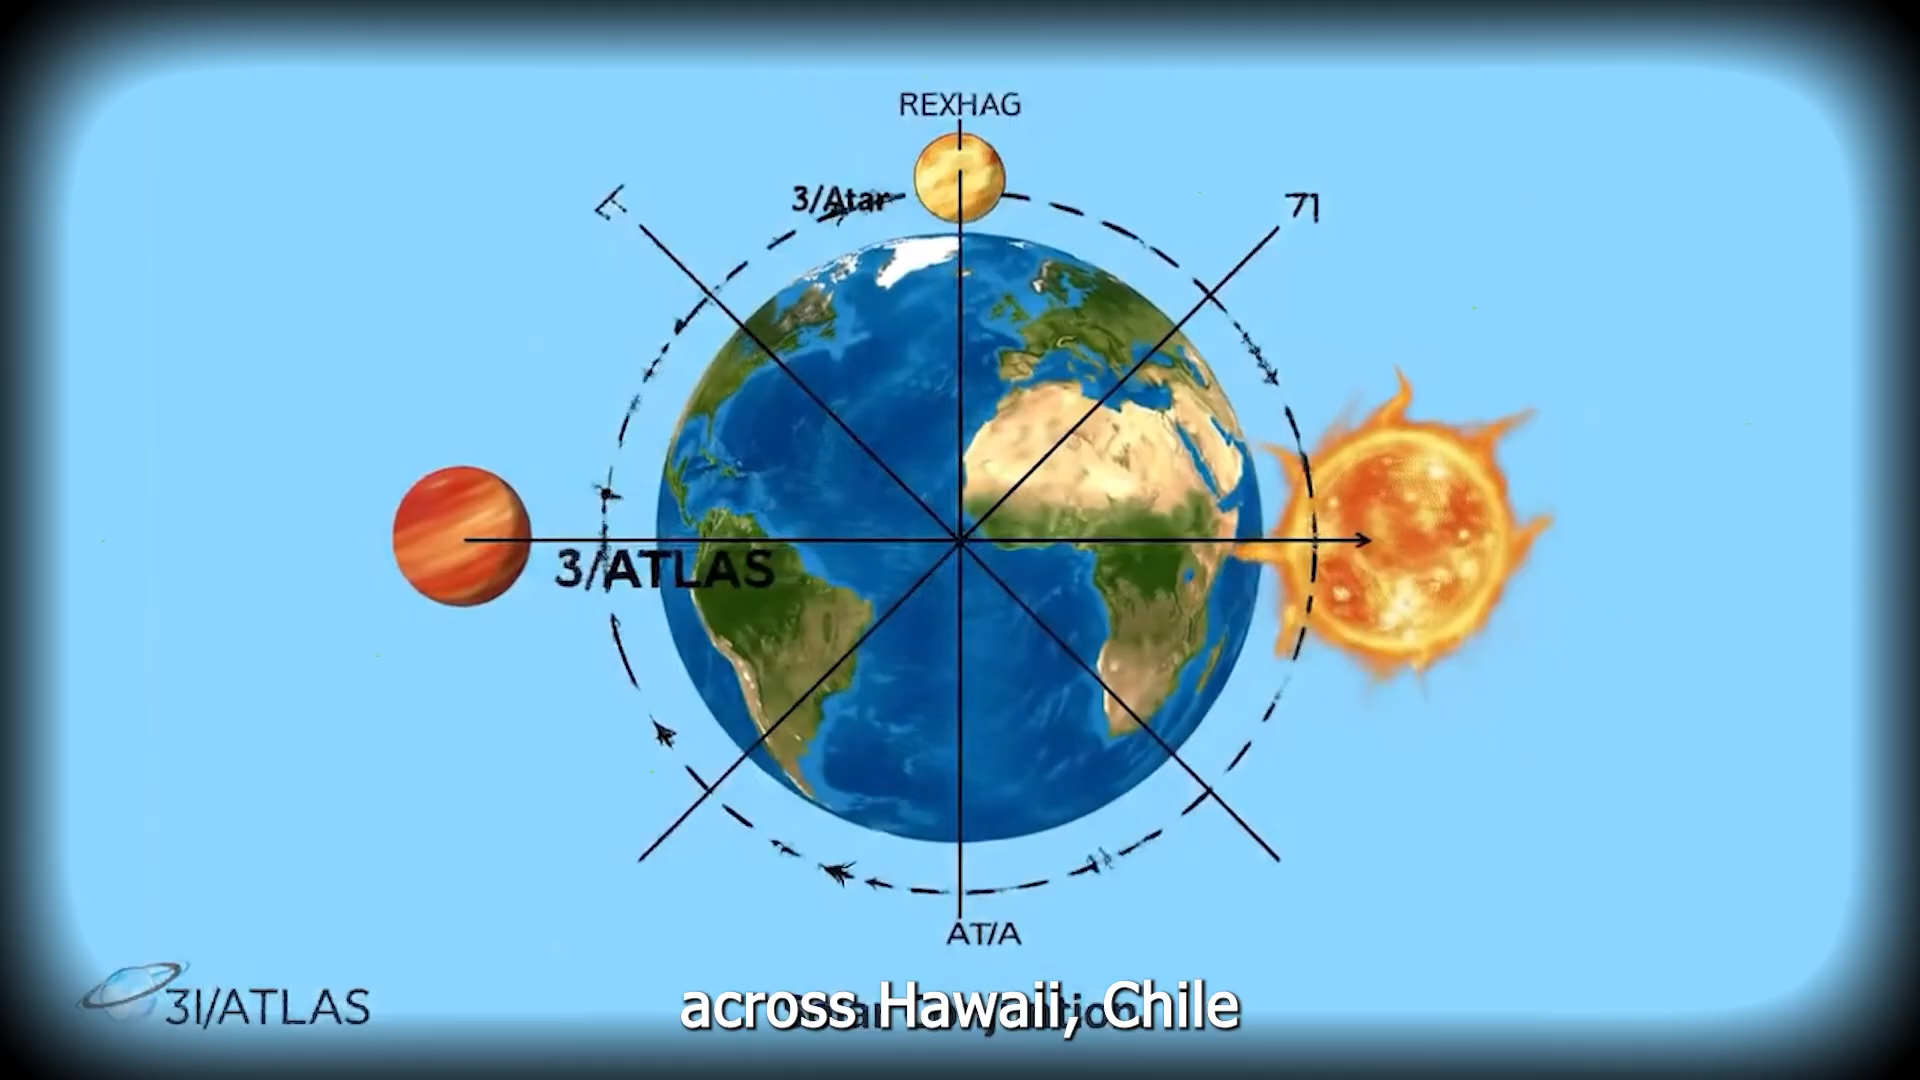 REXHAG
3/Atar
71
3/ATLAS
AT/A
3I/ATLAS
across Hawaii, Chile